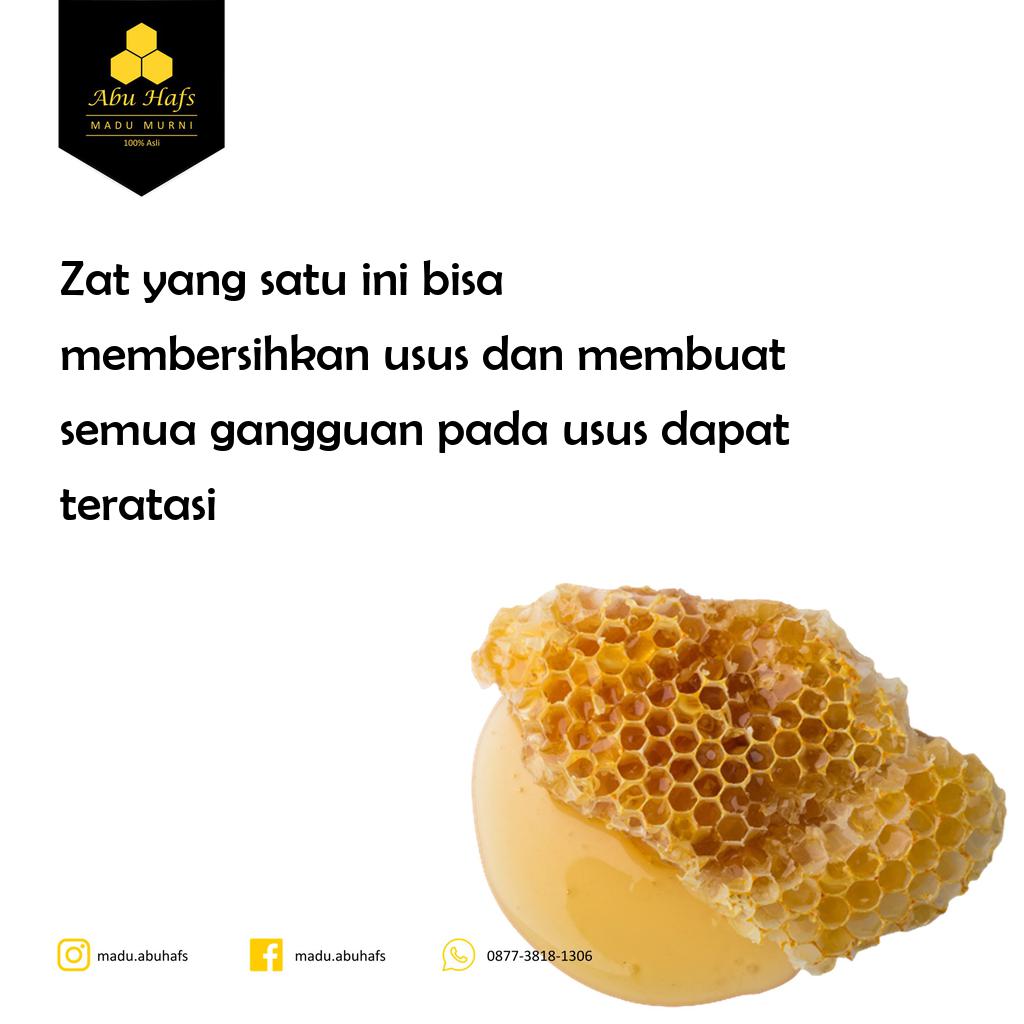 Abu Hafs
MADU MURNI
100% Asli
Zat yang satu ini bisa
membersihkan usus dan membuat
semua gangguan pada usus dapat
teratasi
madu.abuhafs
madu.abuhafs
0877-3818-1306